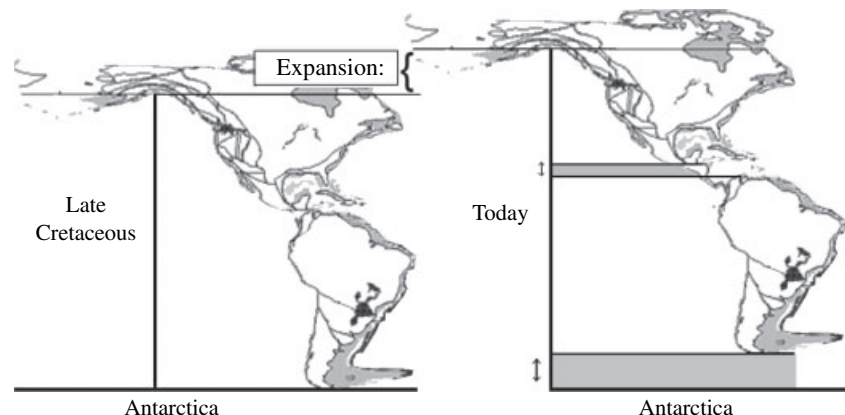 Expansion:
Late
Cretaceous
Today
Antarctica
Antarctica